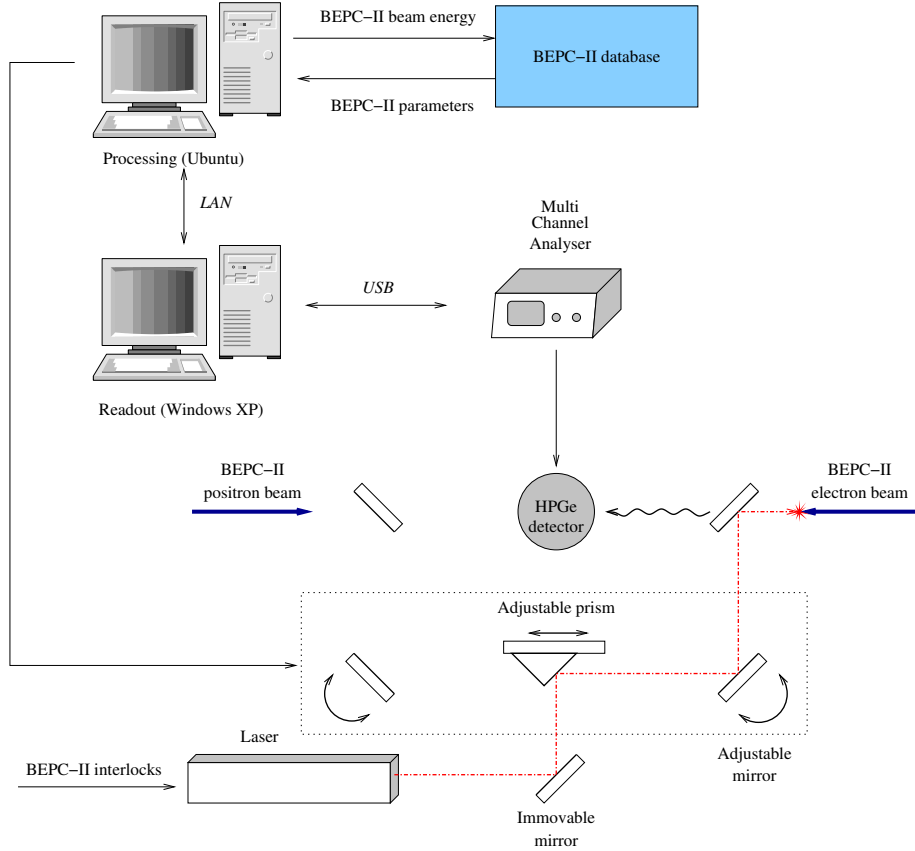 BEPC−II beam energy
BEPC−II database
BEPC−II parameters
Processing (Ubuntu)
LAN
Multi
Channel
Analyser
USB
Readout (Windows XP)
BEPC−II
positron beam
HPGe
detector
BEPC−II
electron beam
Adjustable prism
Laser
Adjustable
mirror
BEPC−II interlocks
Immovable
mirror